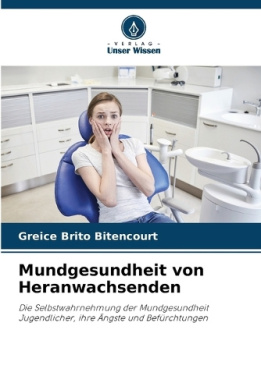 VERLAG
Unser Wissen
Greice Brito Bitencourt
Mundgesundheit von
Heranwachsenden
Die Selbstwahrnehmung der Mundgesundheit
Jugendlicher, ihre Ängste und Befürchtungen